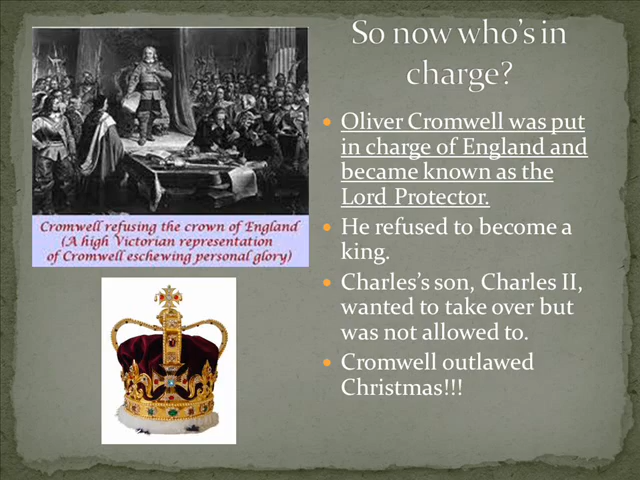 So now who's in
charge?
Cromwell refusing the crown of England
(A high Victorian representation
of Cromwell eschewing personal glory)
Oliver Cromwell was put
in charge of England and
became known as the
Lord Protector.
He refused to become a
king.
Charles's son, Charles II,
wanted to take over but
was not allowed to.
Cromwell outlawed
Christmas!!!